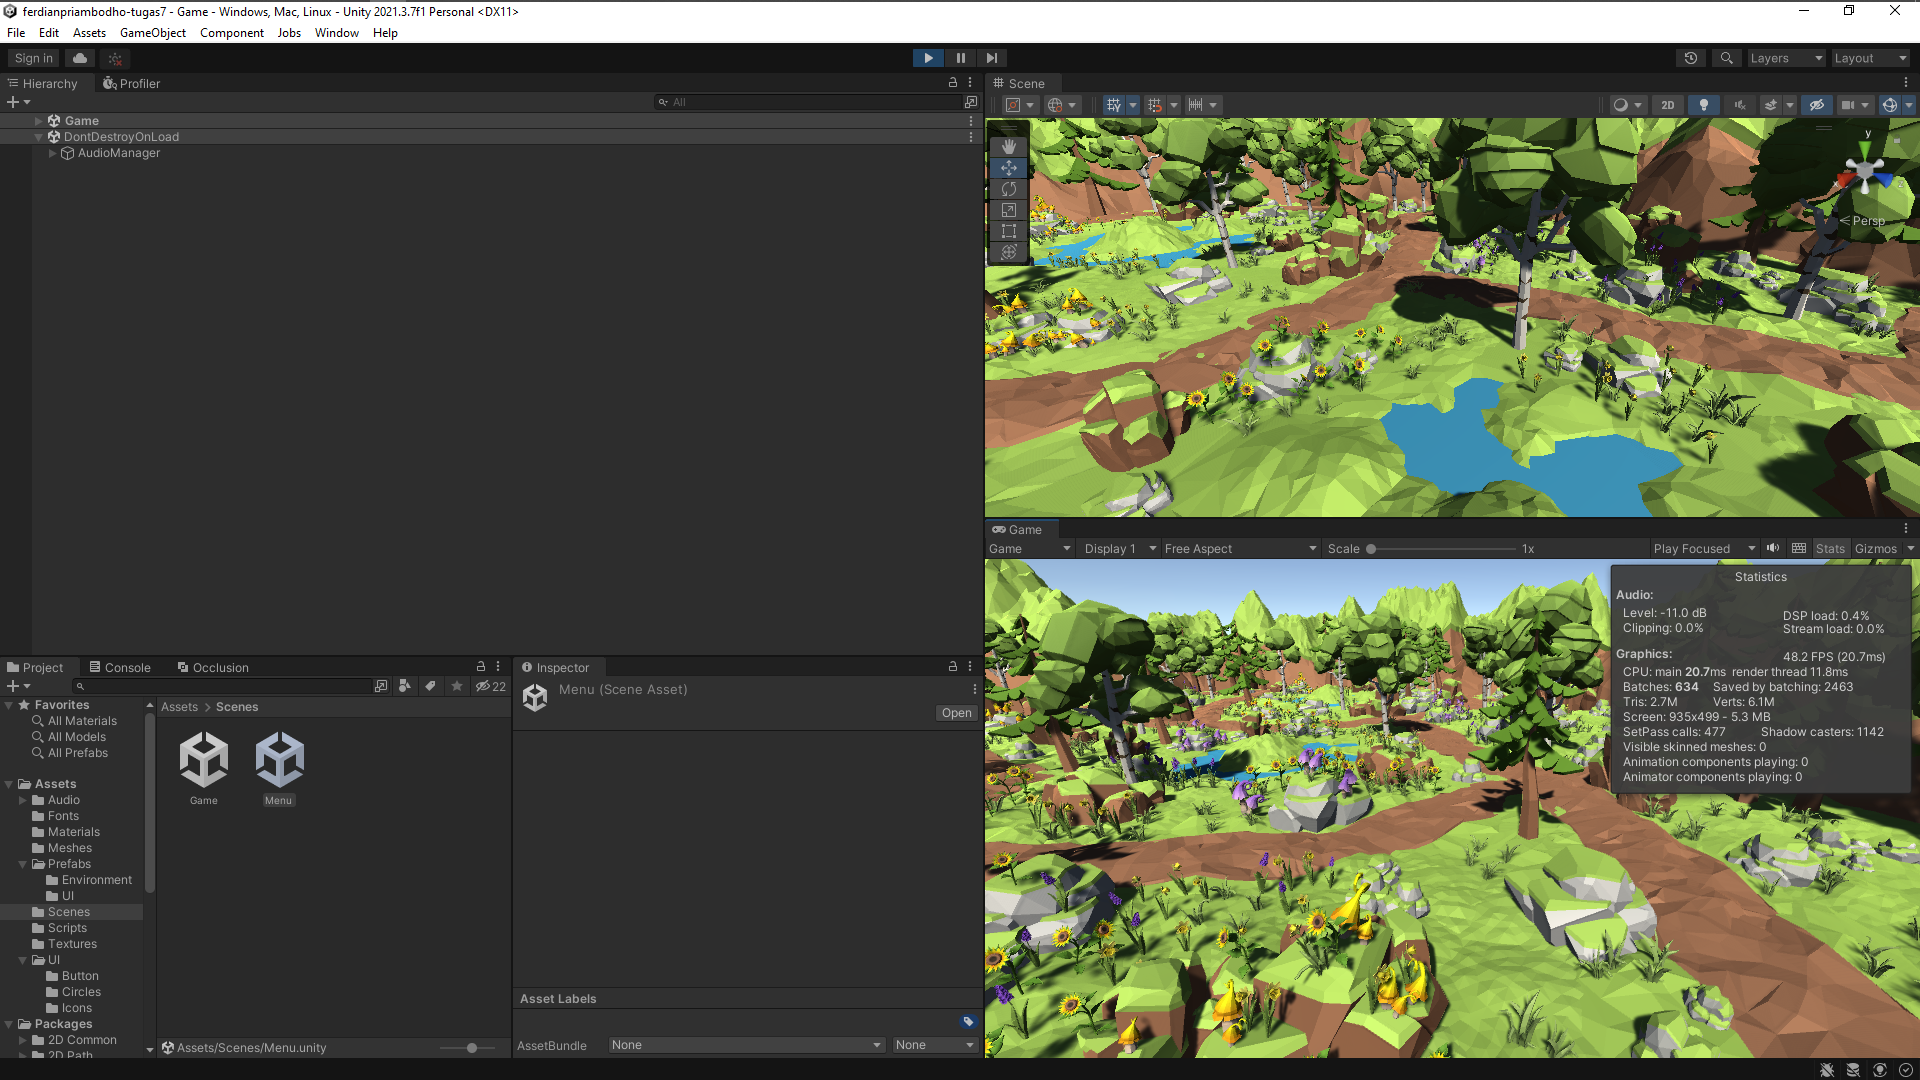 ferdianpriambodho-tugas7 - Game - Windows, Mac, Linux - Unity 2021.3.7f1 Personal <DX11>
File Edit Assets GameObject Component Jobs Window Help
Sign in
Layers
Layout
Hierarchy
Profiler
All
Game
DontDestroyOnLoad
AudioManager
Scene
2D
y
Persp
Game
Game
Display 1
Free Aspect
Scale
1x
Play Focused
Stats
Gizmos
Statistics
Audio:
Level: -11.0 dB
DSP load: 0.4%
Clipping: 0.0%
Stream load: 0.0%
Graphics:
48.2 FPS (20.7ms)
CPU: main 20.7ms render thread 11.8ms
Batches: 634 Saved by batching: 2463
Tris: 2.7M Verts: 6.1M
Screen: 935x499 - 5.3 MB
SetPass calls: 477 Shadow casters: 1142
Visible skinned meshes: 0
Animation components playing: 0
Animator components playing: 0
Project
Console
Occlusion
22
Favorites
All Materials
All Models
All Prefabs
Assets
Audio
Fonts
Materials
Meshes
Prefabs
Environment
UI
Scenes
Scripts
Textures
UI
Button
Circles
Icons
Packages
2D Common
2D Path
Assets > Scenes
Game
Menu
Assets/Scenes/Menu.unity
Inspector
Menu (Scene Asset)
Open
Asset Labels
AssetBundle
None
None